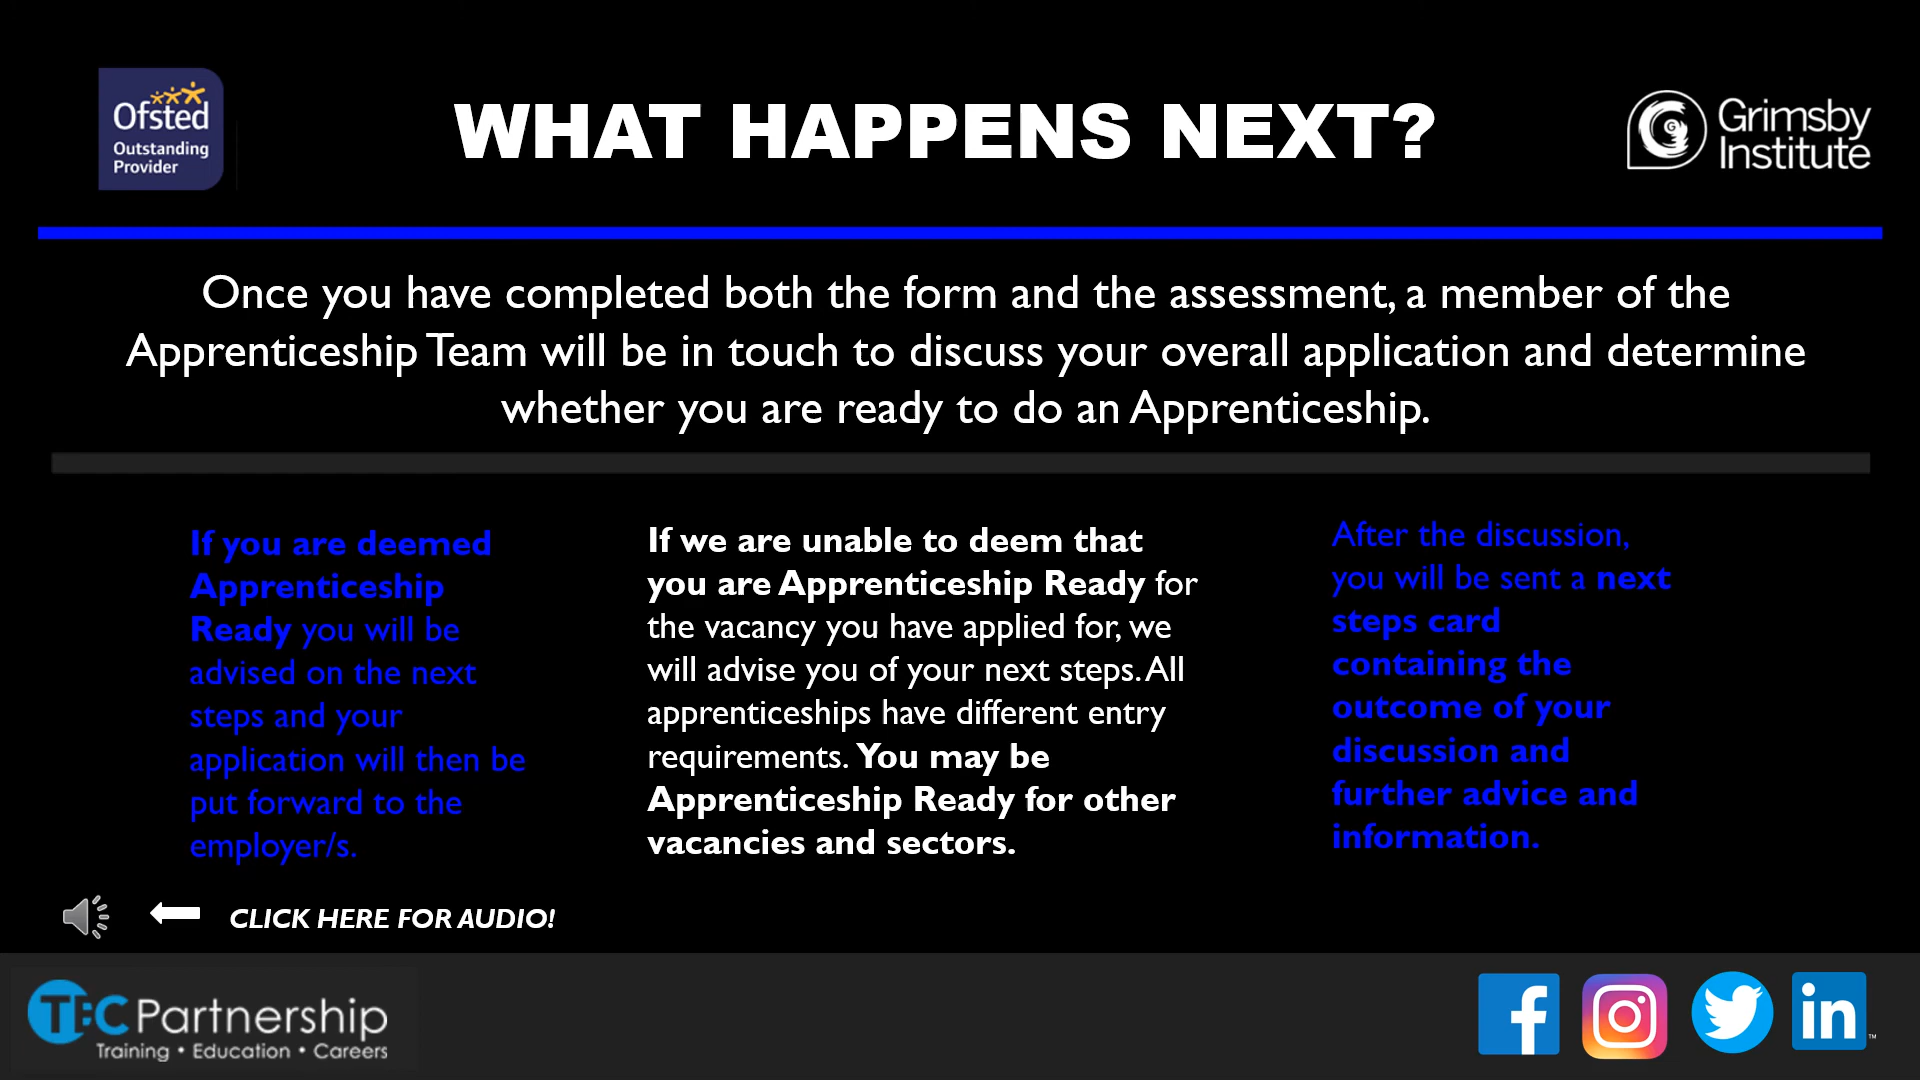 Ofsted
Outstanding
Provider
WHAT HAPPENS NEXT?
Grimsby
Institute
Once you have completed both the form and the assessment, a member of the
Apprenticeship Team will be in touch to discuss your overall application and determine
whether you are ready to do an Apprenticeship.
If you are deemed
Apprenticeship
Ready you will be
advised on the next
steps and your
application will then be
put forward to the
employer/s.
If we are unable to deem that
you are Apprenticeship Ready for
the vacancy you have applied for, we
will advise you of your next steps. All
apprenticeships have different entry
requirements. You may be
Apprenticeship Ready for other
vacancies and sectors.
After the discussion,
you will be sent a next
steps card
containing the
outcome of your
discussion and
further advice and
information.
CLICK HERE FOR AUDIO!
TEC Partnership
Training • Education • Careers
f
in
™